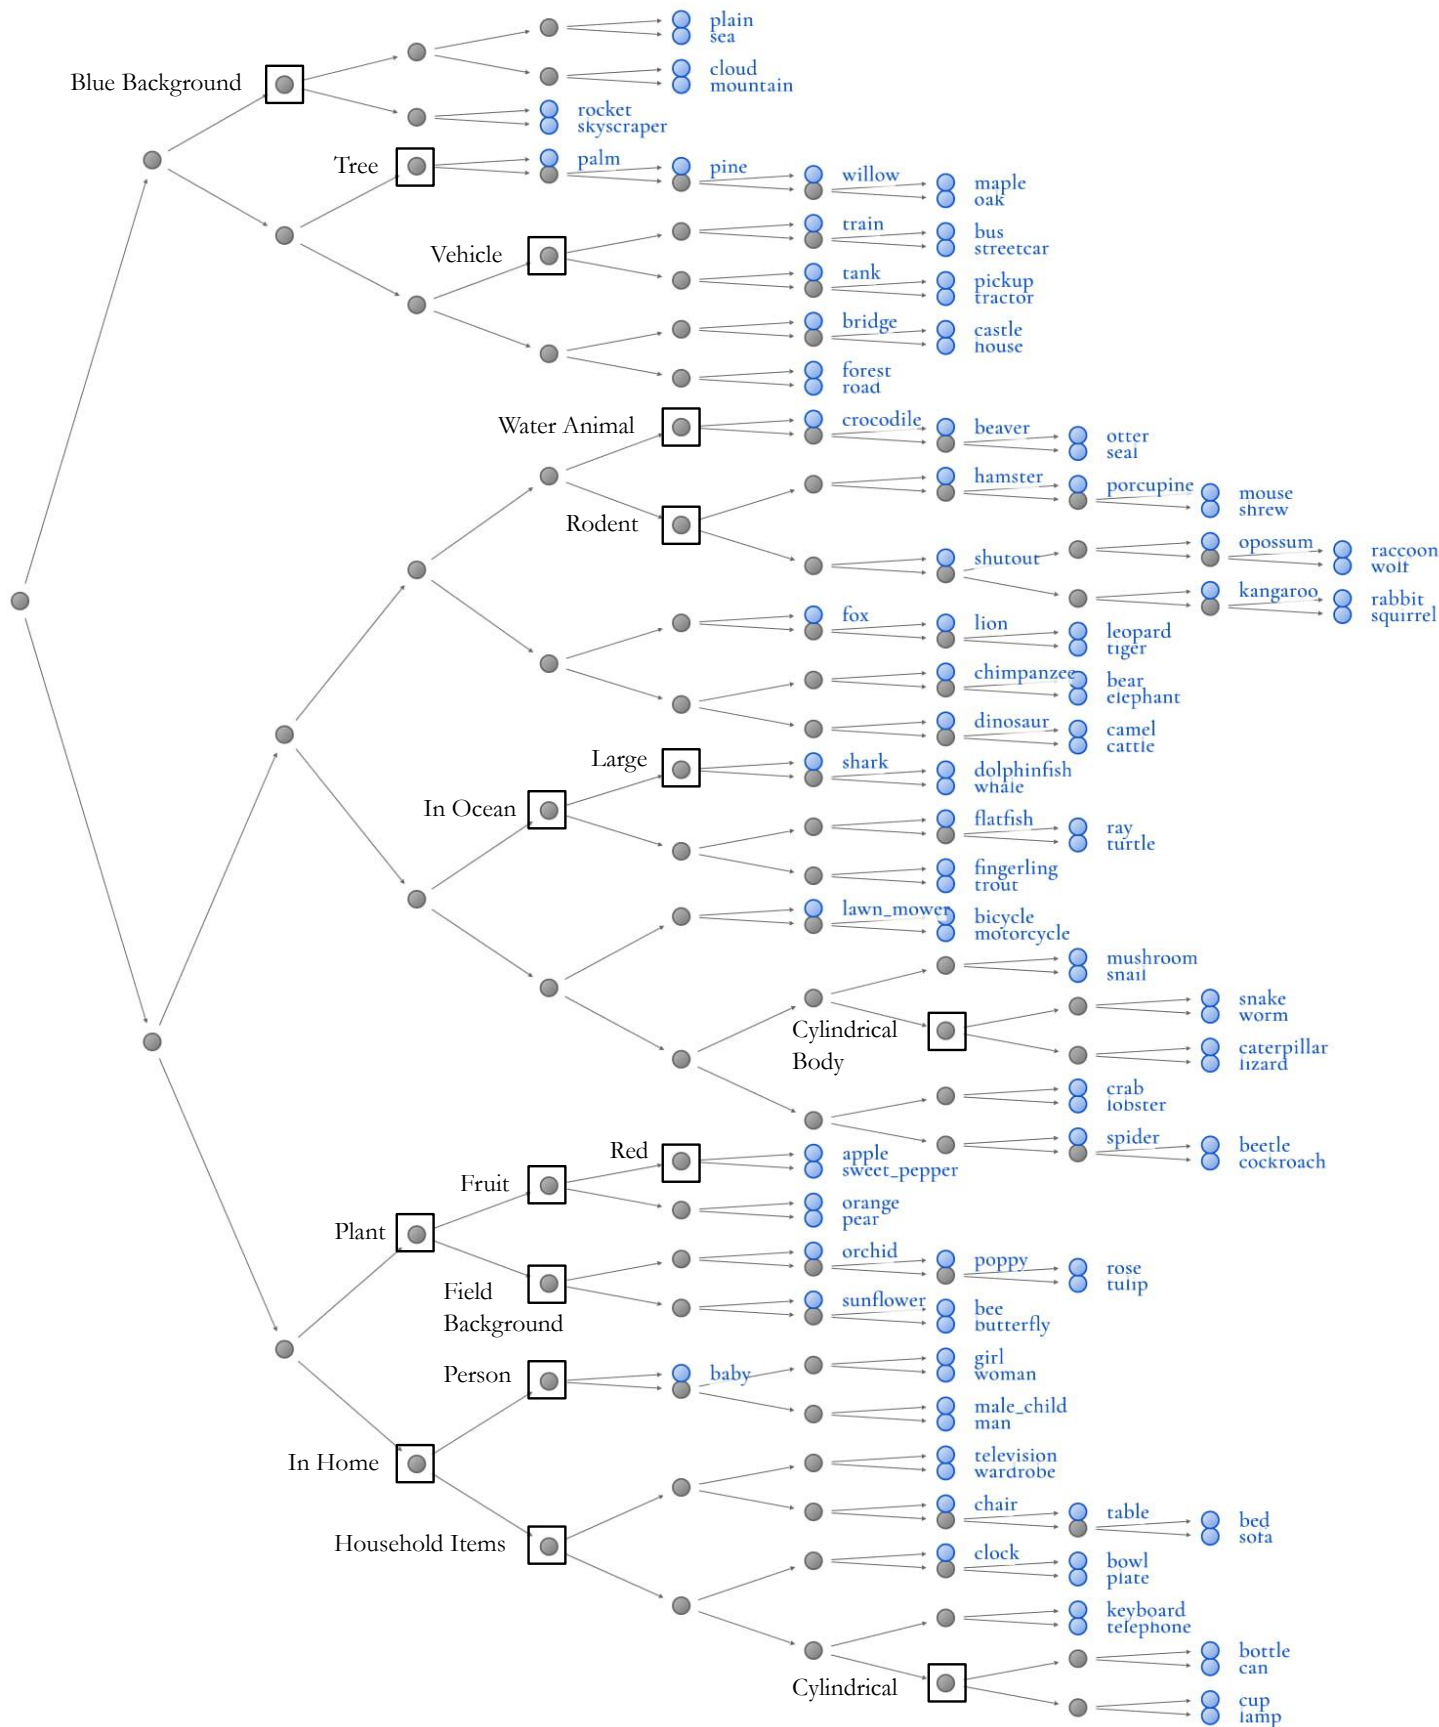 plain
sea
Blue Background
cloud
mountain
rocket
skyscraper
Tree
palm
pine
willow
maple
oak
train
Vehicle
bus
streetcar
tank
pickup
tractor
bridge
castle
house
forest
road
Water Animal
crocodile
beaver
otter
seal
hamster
porcupine
mouse
shrew
Rodent
shutout
opossum
raccoon
wolf
kangaroo
rabbit
squirrel
fox
lion
leopard
tiger
chimpanzee
bear
elephant
dinosaur
camel
cattle
Large
shark
dolphinfish
whale
In Ocean
flatfish
ray
turtle
fingerling
trout
lawn_mower
bicycle
motorcycle
mushroom
snail
Cylindrical
Body
snake
worm
caterpillar
lizard
crab
lobster
spider
beetle
cockroach
Red
apple
sweet_pepper
Fruit
orange
pear
Plant
orchid
poppy
rose
tulip
Field
Background
sunflower
bee
butterfly
Person
baby
girl
woman
male_child
man
In Home
television
wardrobe
chair
table
bed
sofa
Household Items
clock
bowl
plate
keyboard
telephone
Cylindrical
bottle
can
cup
lamp